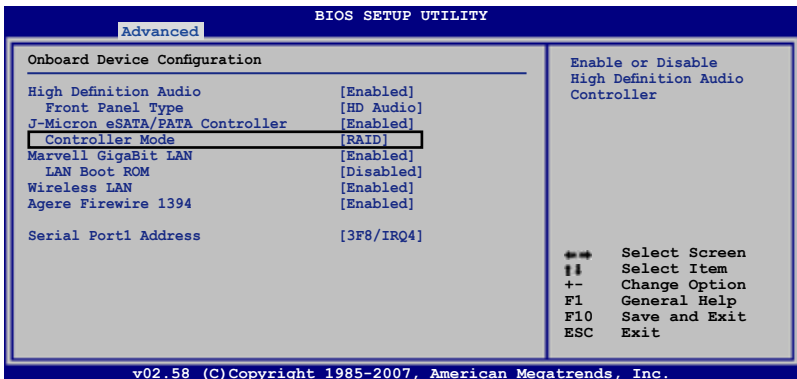 BIOS SETUP UTILITY
Advanced
Onboard Device Configuration
High Definition Audio [Enabled]
Front Panel Type [HD Audio]
J-Micron eSATA/PATA Controller [Enabled]
Controller Mode [RAID]
Marvell GigaBit LAN [Enabled]
LAN Boot ROM [Disabled]
Wireless LAN [Enabled]
Agere Firewire 1394 [Enabled]
Serial Port1 Address [3F8/IRQ4]
Enable or Disable
High Definition Audio
Controller
←→ Select Screen
↑↓ Select Item
+- Change Option
F1 General Help
F10 Save and Exit
ESC Exit
v02.58 (C)Copyright 1985-2007, American Megatrends, Inc.